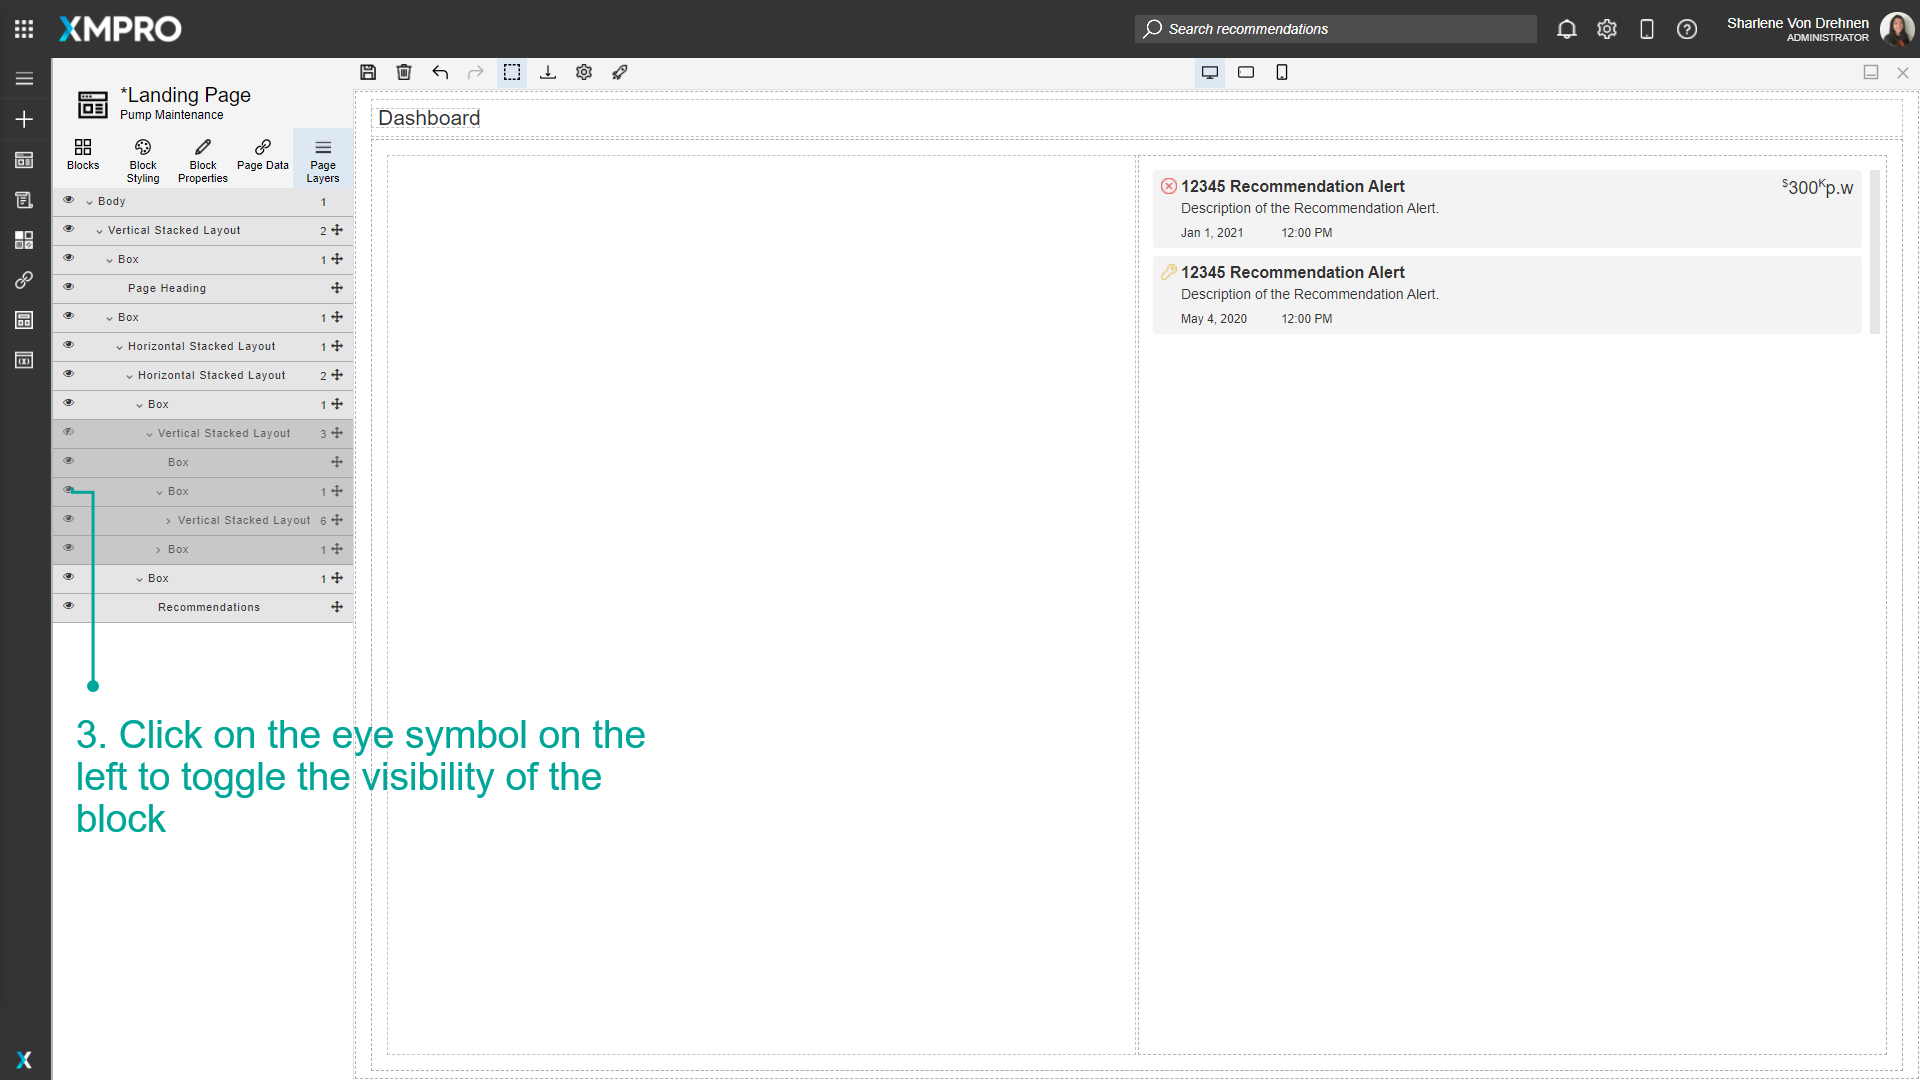 XMPRO
Search recommendations
Sharlene Von Drehnen
ADMINISTRATOR
*Landing Page
Pump Maintenance
Blocks
Block Styling
Block Properties
Page Data
Page Layers
Body 1
Vertical Stacked Layout 2
Box 1
Page Heading
Box 1
Horizontal Stacked Layout 1
Horizontal Stacked Layout 2
Box 1
Vertical Stacked Layout 3
Box
Box 1
Vertical Stacked Layout 6
Box 1
Box 1
Recommendations
Dashboard
12345 Recommendation Alert
$300Kp.w
Description of the Recommendation Alert.
Jan 1, 2021 12:00 PM
12345 Recommendation Alert
Description of the Recommendation Alert.
May 4, 2020 12:00 PM
3. Click on the eye symbol on the
left to toggle the visibility of the
block